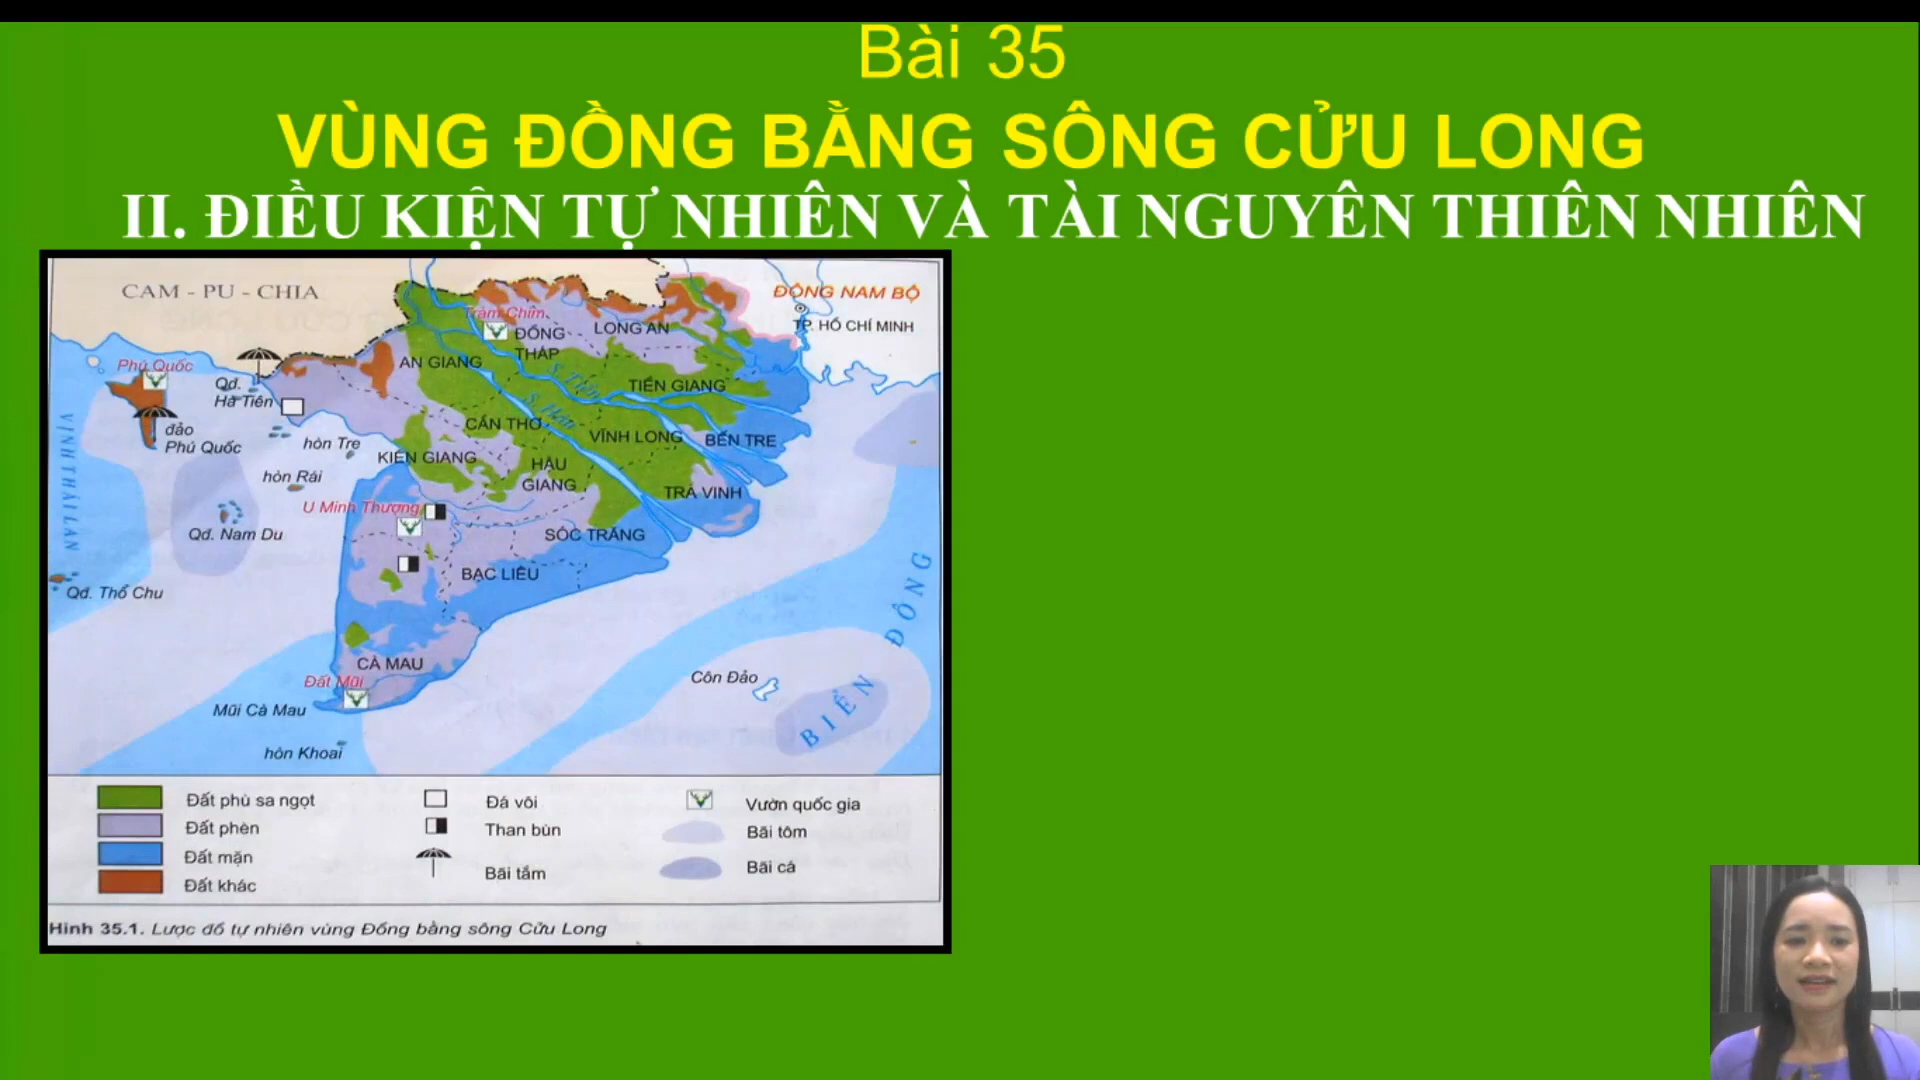 Bài 35
VÙNG ĐỒNG BẰNG SÔNG CỬU LONG
II. ĐIỀU KIỆN TỰ NHIÊN VÀ TÀI NGUYÊN THIÊN NHIÊN
CAM - PU - CHIA
ĐÔNG NAM BỘ
TP. HỒ CHÍ MINH
Tràm Chim
ĐỒNG
THÁP
LONG AN
AN GIANG
Phú Quốc
Qđ.
Hà Tiên
S. Tiền
TIỀN GIANG
S. Hậu
đảo
Phú Quốc
hòn Tre
CẦN THƠ
VĨNH LONG
BẾN TRE
KIÊN GIANG
hòn Rái
HẬU
GIANG
TRÀ VINH
U Minh Thượng
VỊNH THÁI LAN
Qđ. Nam Du
SÓC TRĂNG
BẠC LIÊU
Qđ. Thổ Chu
CÀ MAU
Đất Mũi
Mũi Cà Mau
Côn Đảo
BIỂN ĐÔNG
hòn Khoai
Đất phù sa ngọt
Đất phèn
Đất mặn
Đất khác
Đá vôi
Than bùn
Bãi tắm
Vườn quốc gia
Bãi tôm
Bãi cá
Hình 35.1. Lược đồ tự nhiên vùng Đồng bằng sông Cửu Long